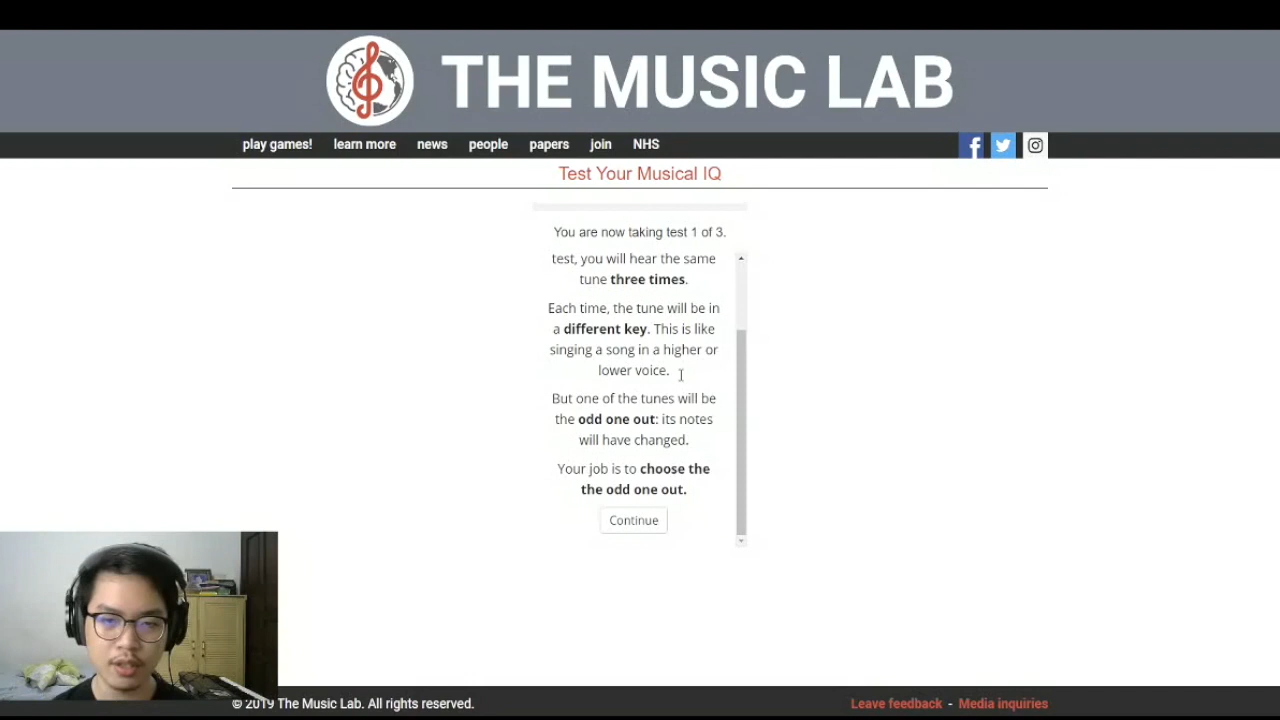 THE MUSIC LAB
play games! learn more news people papers join NHS
Test Your Musical IQ
You are now taking test 1 of 3.
test, you will hear the same
tune three times.
Each time, the tune will be in
a different key. This is like
singing a song in a higher or
lower voice.
But one of the tunes will be
the odd one out: its notes
will have changed.
Your job is to choose the
the odd one out.
Continue
© 2019 The Music Lab. All rights reserved.
Leave feedback - Media inquiries